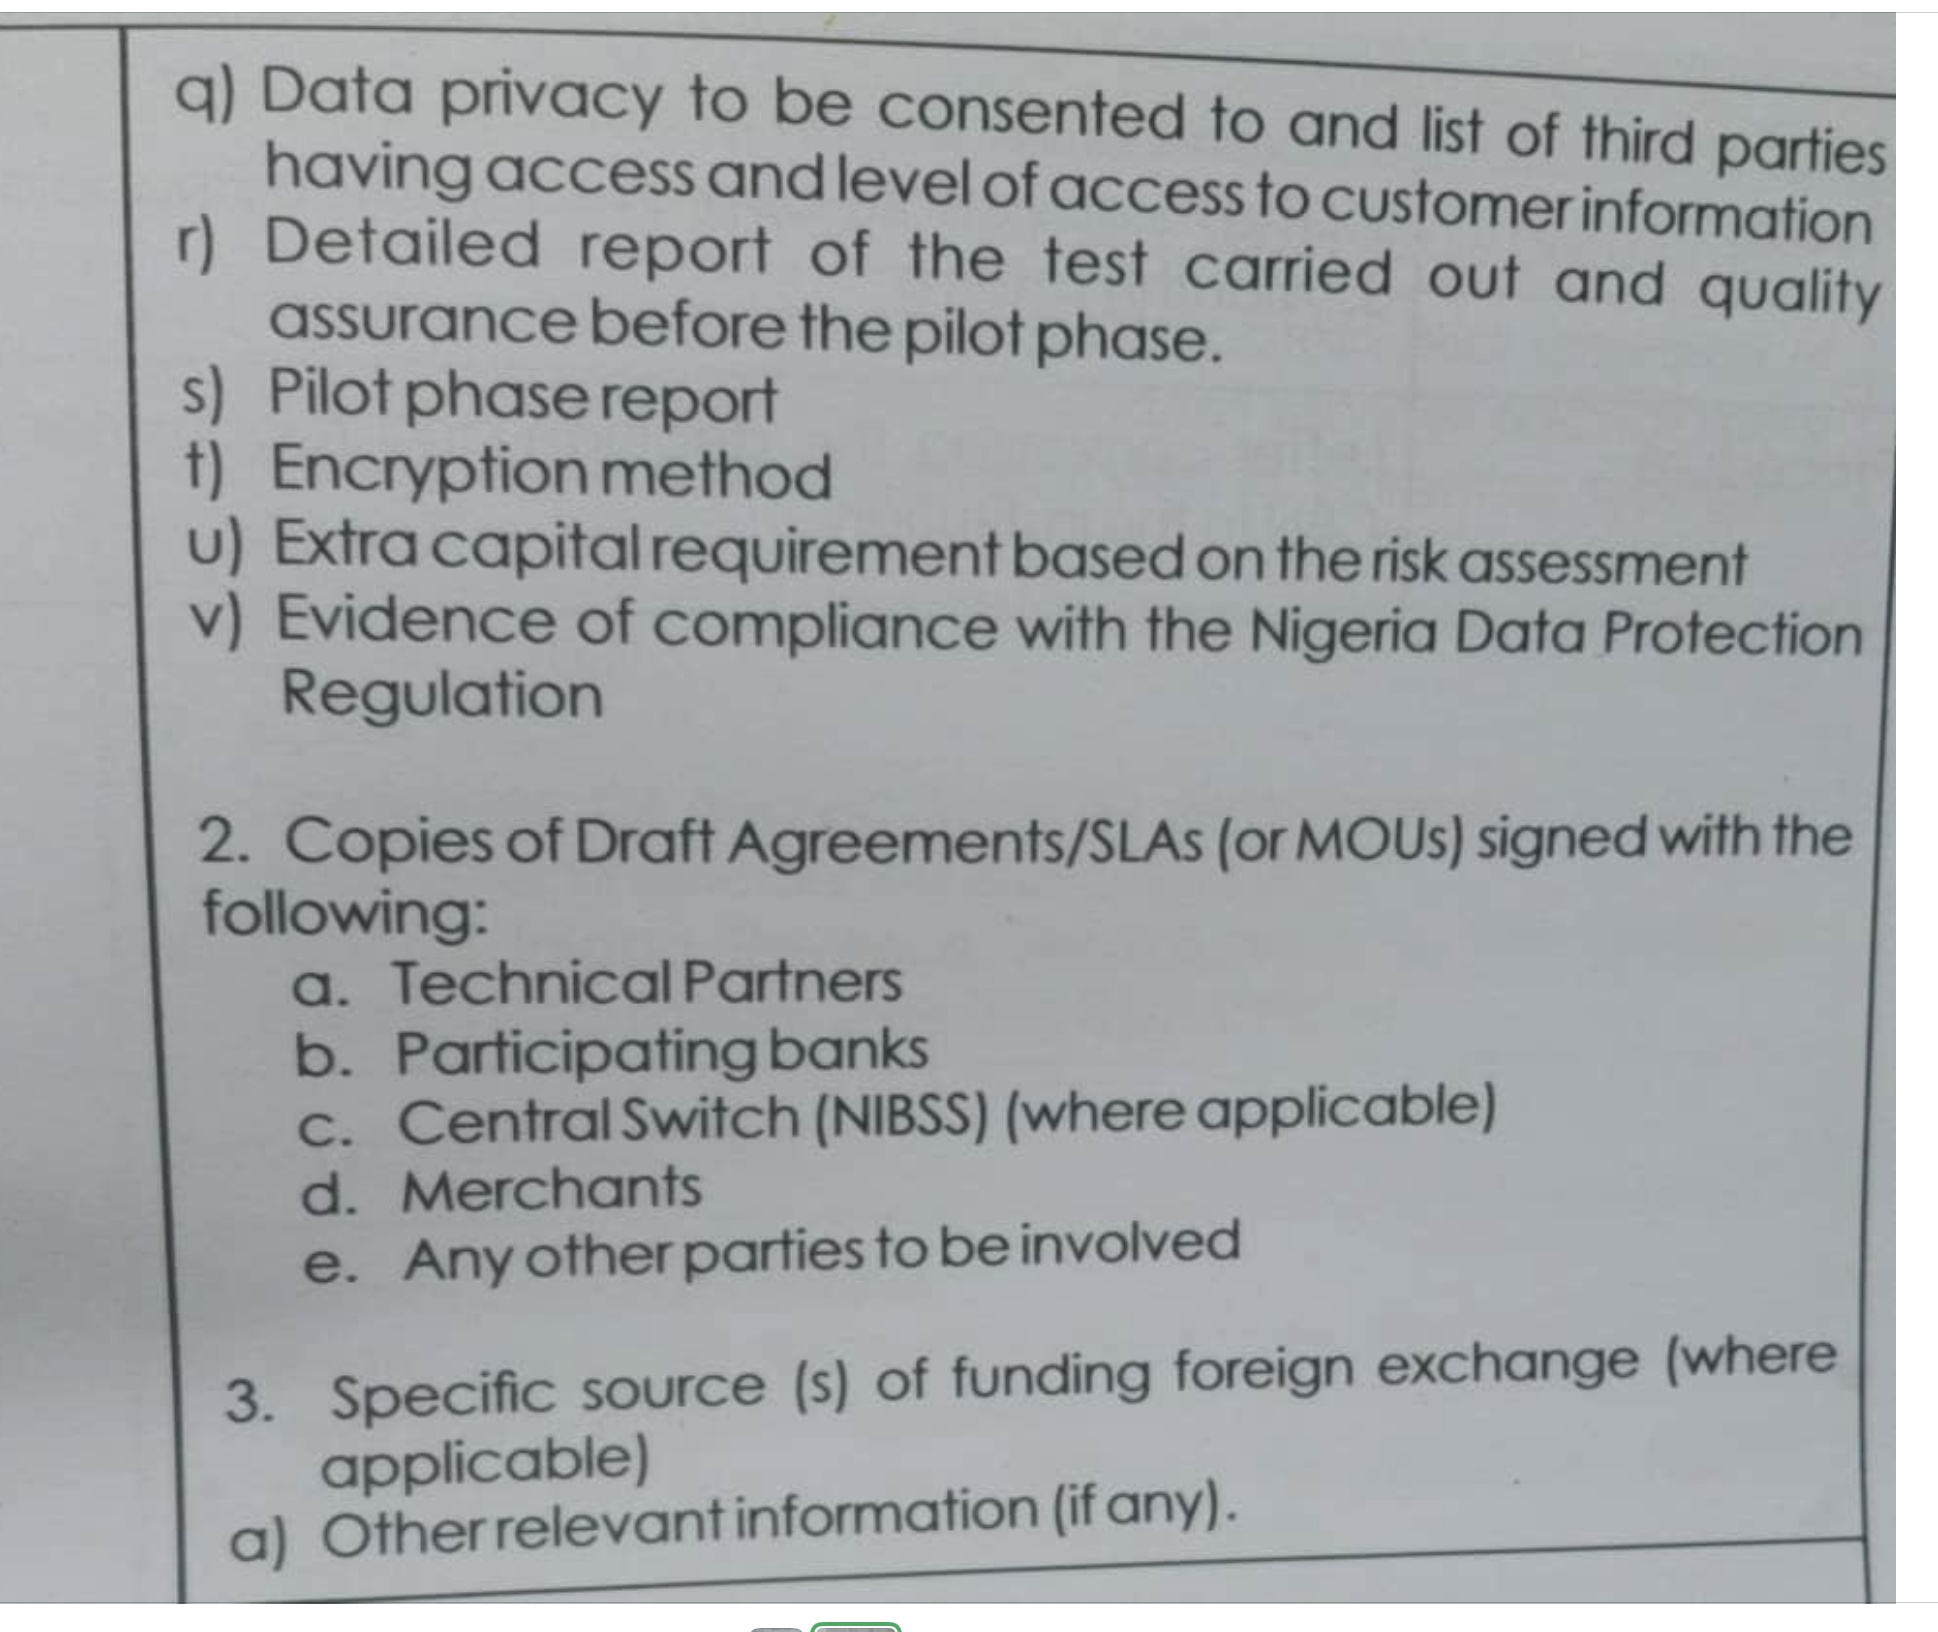 q) Data privacy to be consented to and list of third parties
having access and level of access to customer information
r) Detailed report of the test carried out and quality
assurance before the pilot phase.
s) Pilot phase report
t) Encryption method
u) Extra capital requirement based on the risk assessment
v) Evidence of compliance with the Nigeria Data Protection
Regulation
2. Copies of Draft Agreements/SLAs (or MOUs) signed with the
following:
a. Technical Partners
b. Participating banks
c. Central Switch (NIBSS) (where applicable)
d. Merchants
e. Any other parties to be involved
3. Specific source (s) of funding foreign exchange (where
applicable)
a) Other relevant information (if any).